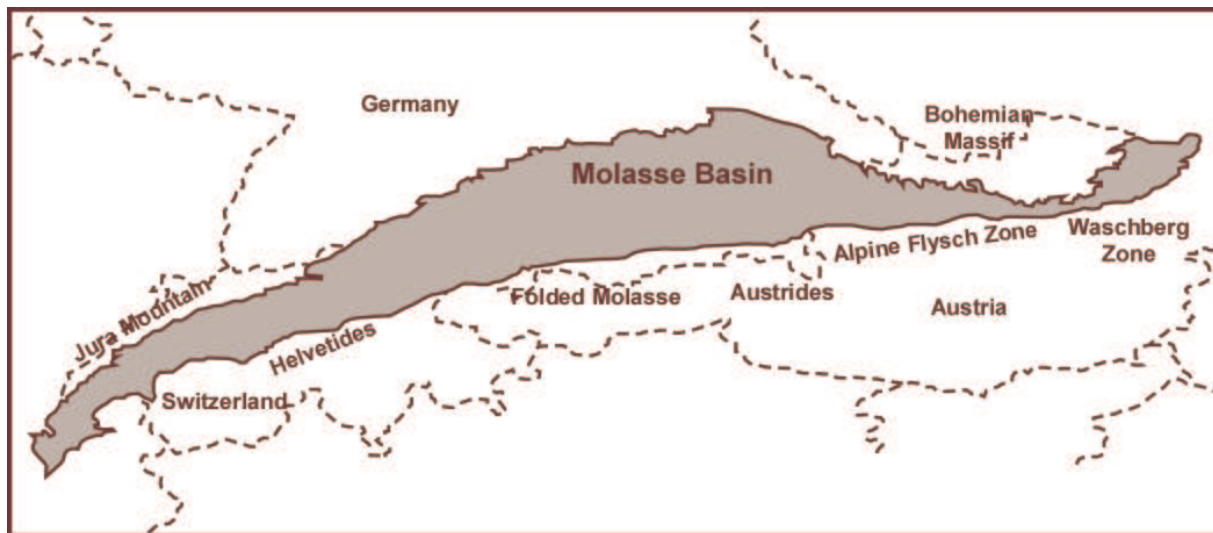 Germany
Bohemian
Massif
Molasse Basin
Alpine Flysch Zone
Waschberg
Zone
Jura Mountain
Folded Molasse
Austrides
Austria
Helvetides
Switzerland